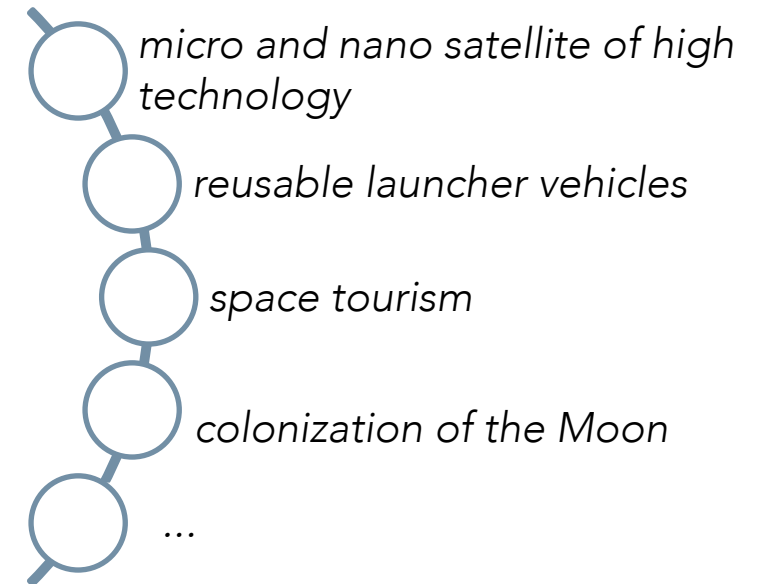 micro and nano satellite of high
technology
reusable launcher vehicles
space tourism
colonization of the Moon
...